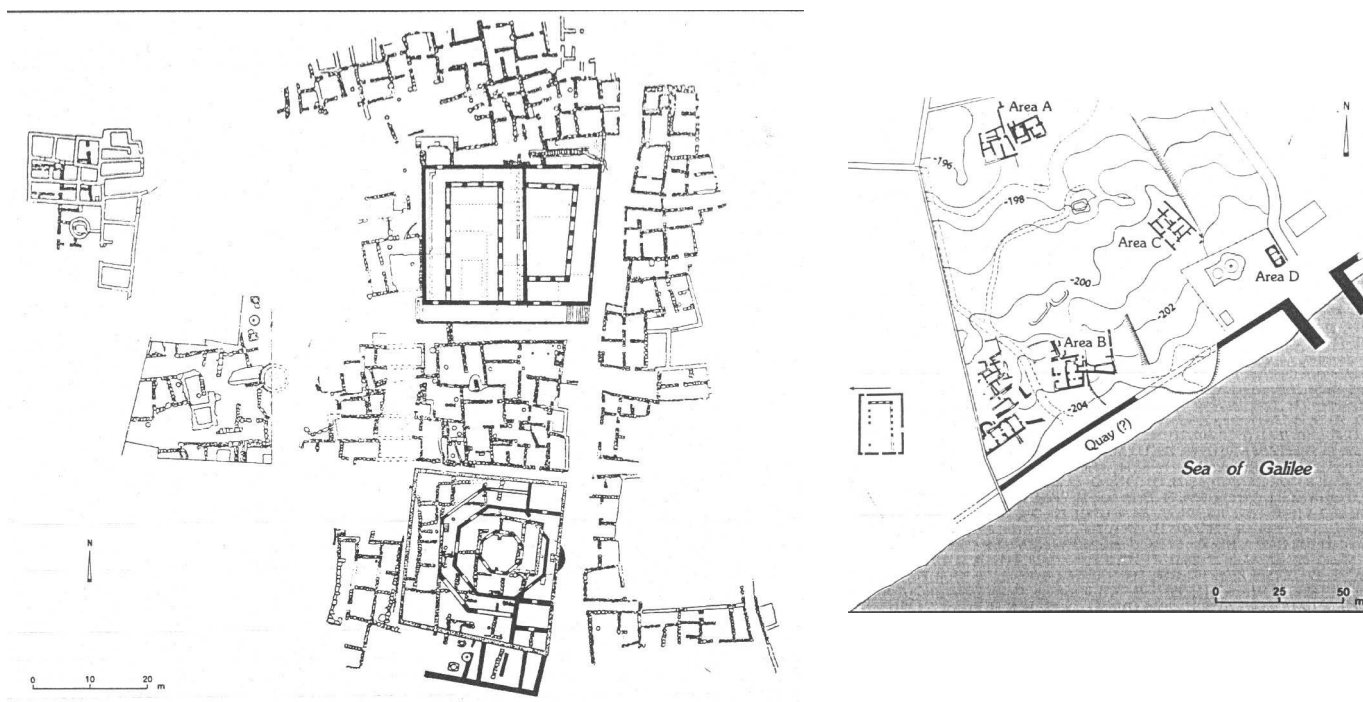 N
0 10 20 m
Area A
N
-196
-198
Area C
Area D
-200
-202
Area B
-204
Quay (?)
Sea of Galilee
0 25 50 m